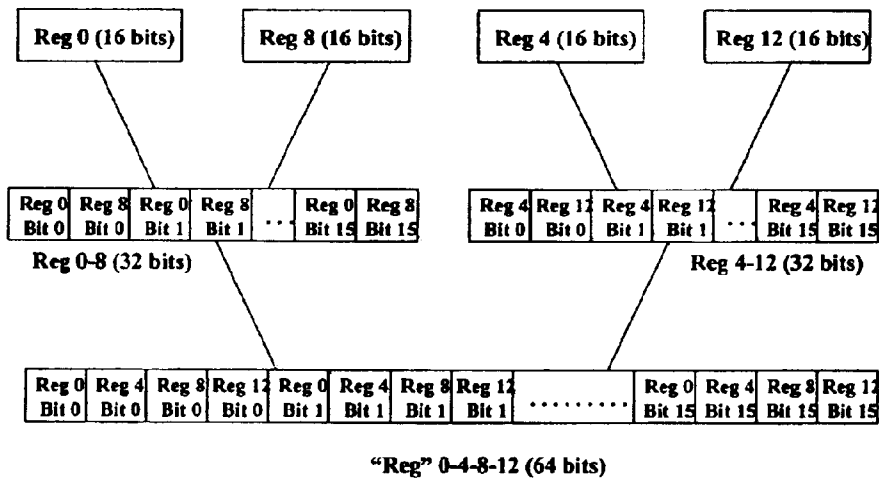 Reg 0 (16 bits) Reg 8 (16 bits) Reg 4 (16 bits) Reg 12 (16 bits)
Reg 0 Reg 8 Reg 0 Reg 8 ... Reg 0 Reg 8 Reg 4 Reg 12 Reg 4 Reg 12 ... Reg 4 Reg 12
Bit 0 Bit 0 Bit 1 Bit 1 Bit 15 Bit 15 Bit 0 Bit 0 Bit 1 Bit 1 Bit 15 Bit 15
Reg 0-8 (32 bits) Reg 4-12 (32 bits)
Reg 0 Reg 4 Reg 8 Reg 12 Reg 0 Reg 4 Reg 8 Reg 12 ......... Reg 0 Reg 4 Reg 8 Reg 12
Bit 0 Bit 0 Bit 0 Bit 0 Bit 1 Bit 1 Bit 1 Bit 1 Bit 15 Bit 15 Bit 15 Bit 15
“Reg” 0-4-8-12 (64 bits)